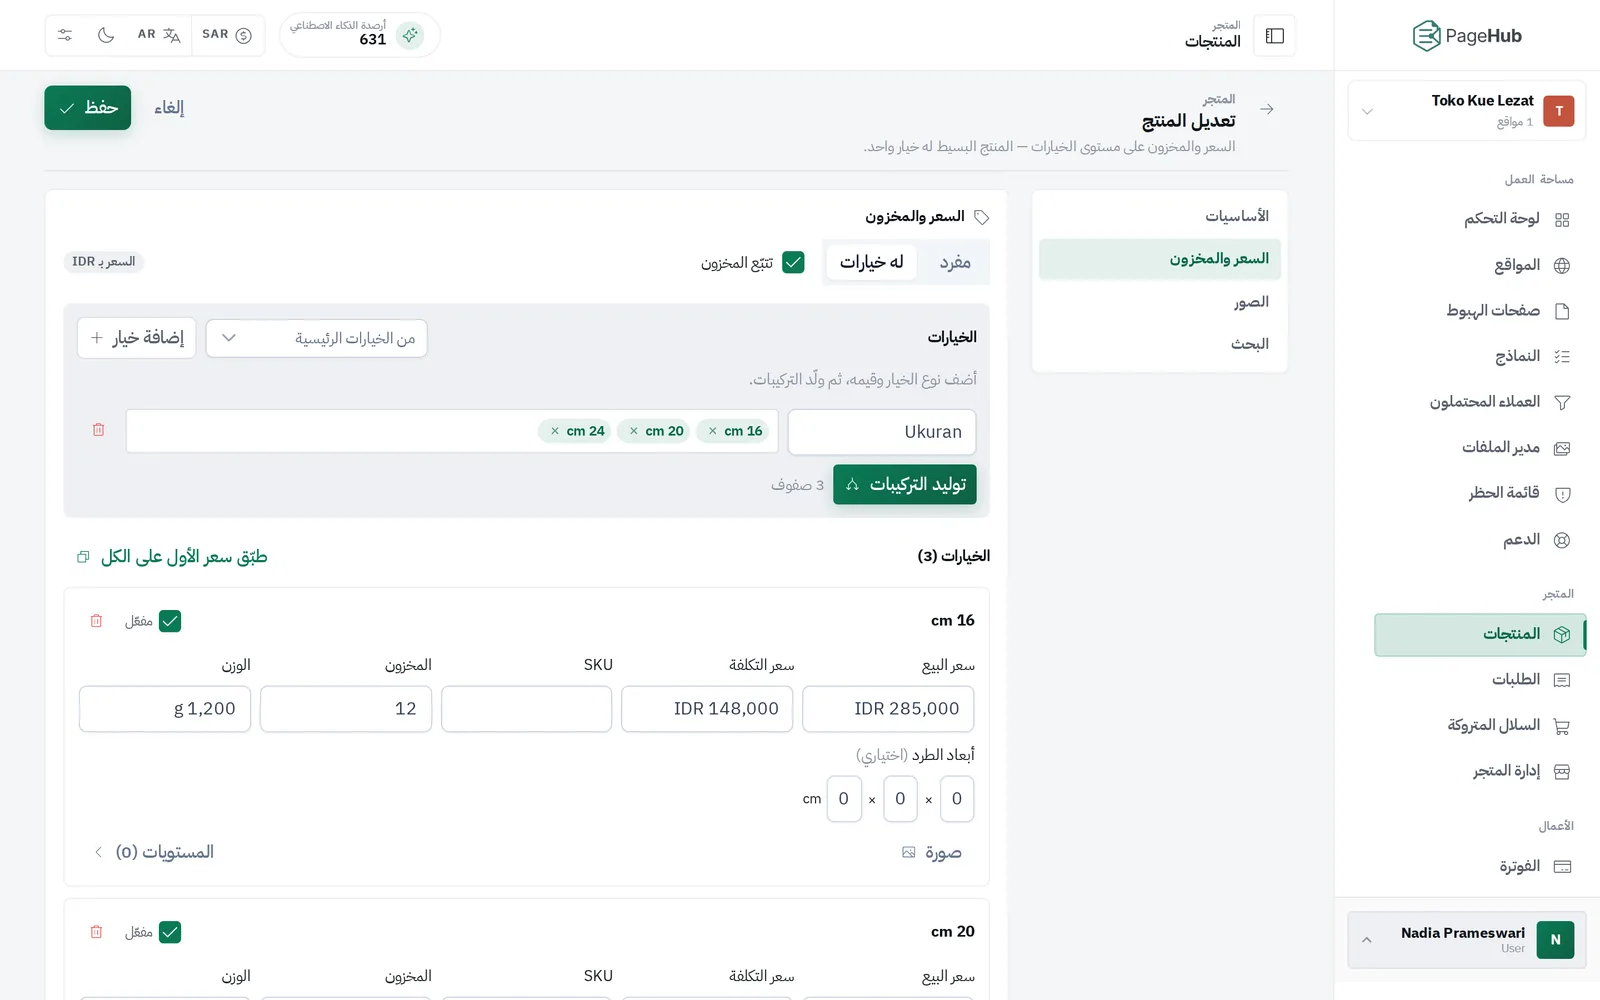 PageHub
Toko Kue Lezat
T
1 مواقع
مساحة العمل
لوحة التحكم
المواقع
صفحات الهبوط
النماذج
العملاء المحتملون
مدير الملفات
قائمة الحظر
الدعم
المتجر
المنتجات
الطلبات
السلال المتروكة
إدارة المتجر
الأعمال
الفوترة
Nadia Prameswari
User
N
المتجر
المنتجات
أرصدة الذكاء الاصطناعي
631
SAR
AR
المتجر
تعديل المنتج
السعر والمخزون على مستوى الخيارات — المنتج البسيط له خيار واحد.
إلغاء
حفظ
الأساسيات
السعر والمخزون
الصور
البحث
السعر والمخزون
مفرد
له خيارات
تتبّع المخزون
السعر بـ IDR
الخيارات
من الخيارات الرئيسية
إضافة خيار
أضف نوع الخيار وقيمه، ثم ولّد التركيبات.
Ukuran
16 cm ×
20 cm ×
24 cm ×
توليد التركيبات
3 صفوف
الخيارات (3)
طبّق سعر الأول على الكل
16 cm
مفعّل
سعر البيع
سعر التكلفة
SKU
المخزون
الوزن
IDR 285,000
IDR 148,000
12
1,200 g
أبعاد الطرد (اختياري)
0 × 0 × 0 cm
صورة
المستويات (0)
20 cm
مفعّل
سعر البيع
سعر التكلفة
SKU
المخزون
الوزن